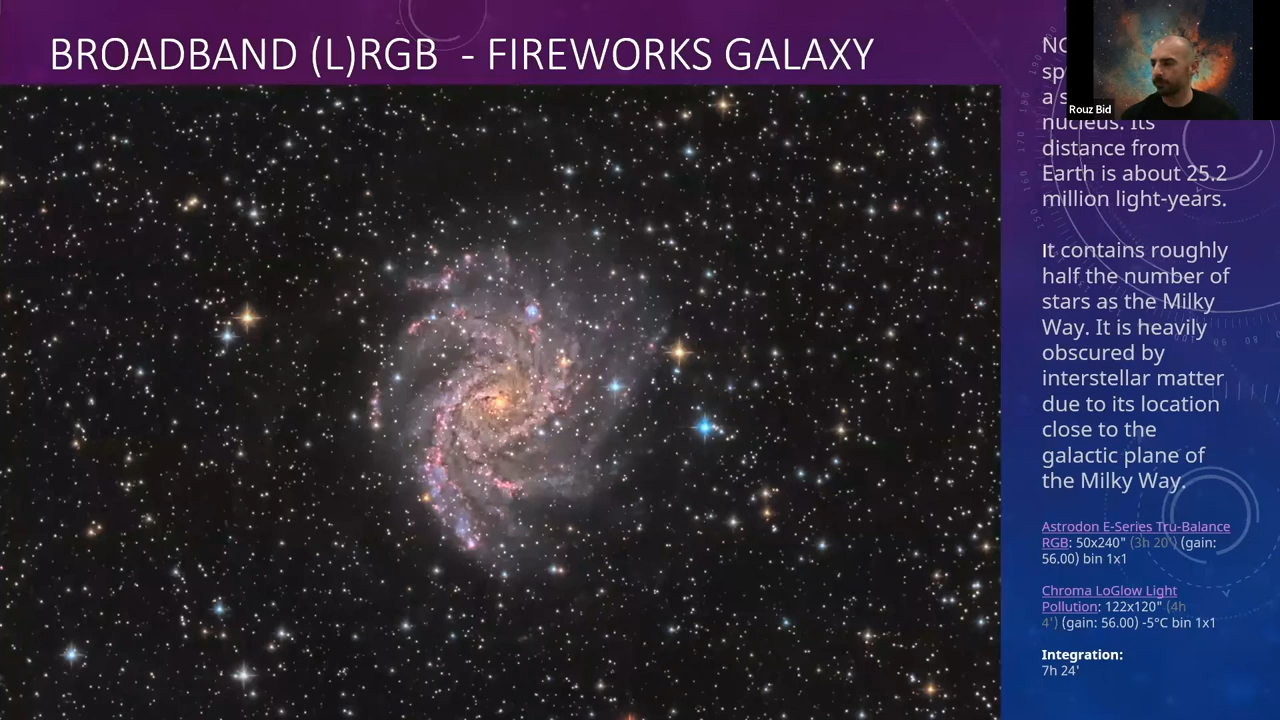 BROADBAND (L)RGB - FIREWORKS GALAXY
Rouz Bid
a
nucleus. Its
distance from
Earth is about 25.2
million light-years.
It contains roughly
half the number of
stars as the Milky
Way. It is heavily
obscured by
interstellar matter
due to its location
close to the
galactic plane of
the Milky Way.
Astrodon E-Series Tru-Balance
RGB: 50x240" (3h 20') (gain:
56.00) bin 1x1
Chroma LoGlow Light
Pollution: 122x120" (4h
4') (gain: 56.00) -5°C bin 1x1
Integration:
7h 24'